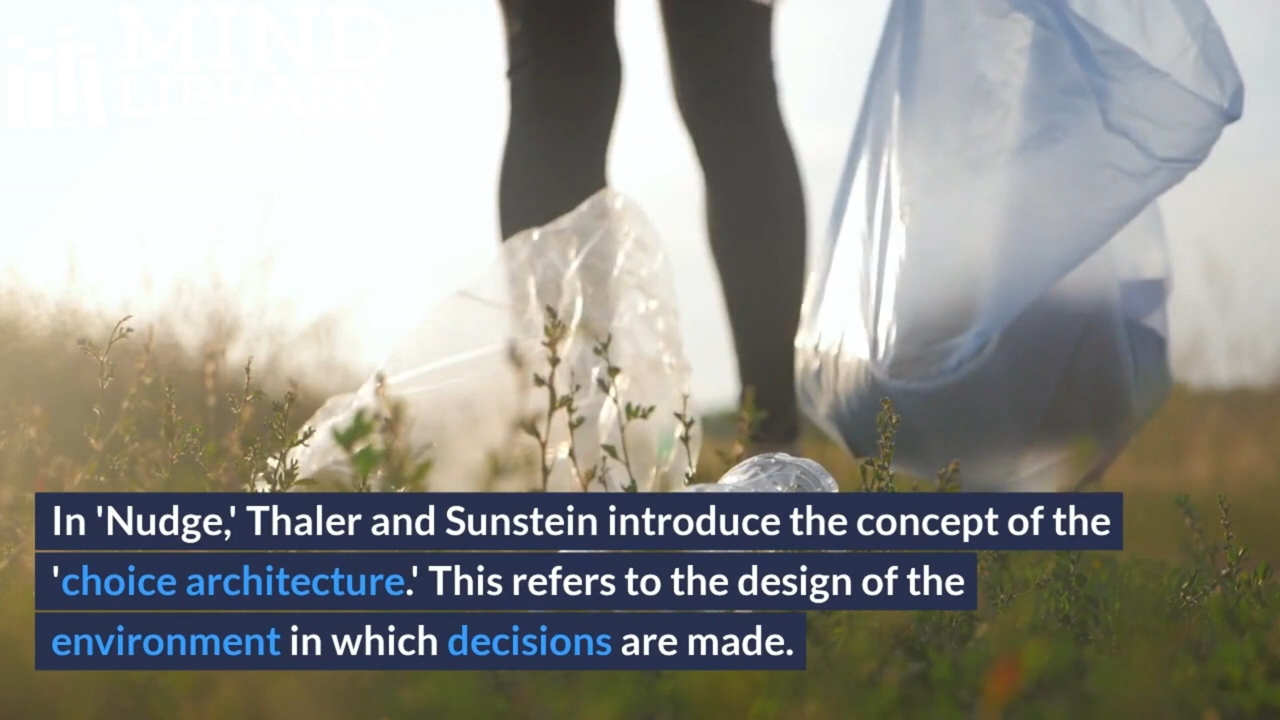 MIND
LIBRARY
In 'Nudge,' Thaler and Sunstein introduce the concept of the
'choice architecture.' This refers to the design of the
environment in which decisions are made.